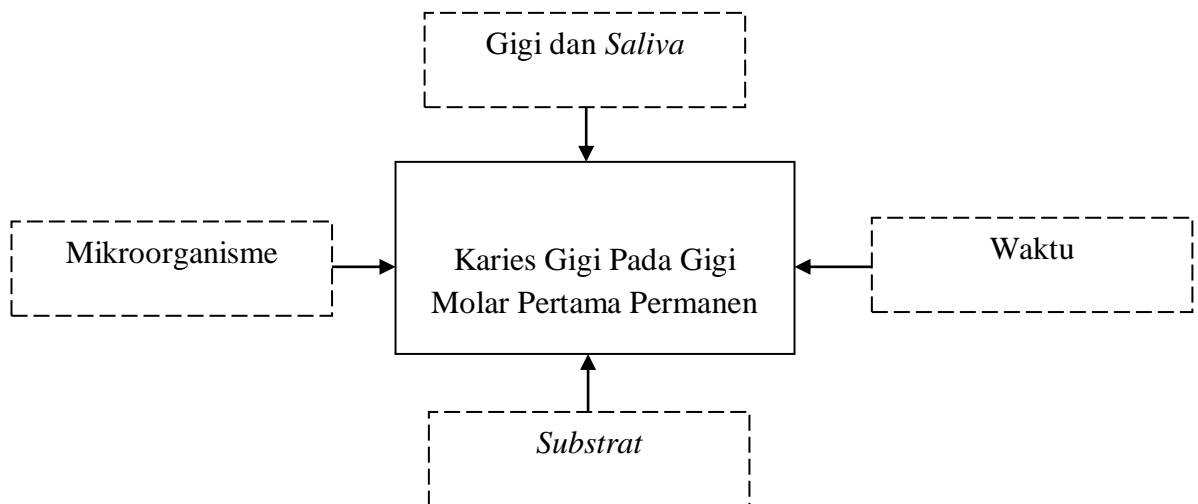 Gigi dan Saliva
Mikroorganisme
Karies Gigi Pada Gigi
Molar Pertama Permanen
Waktu
Substrat